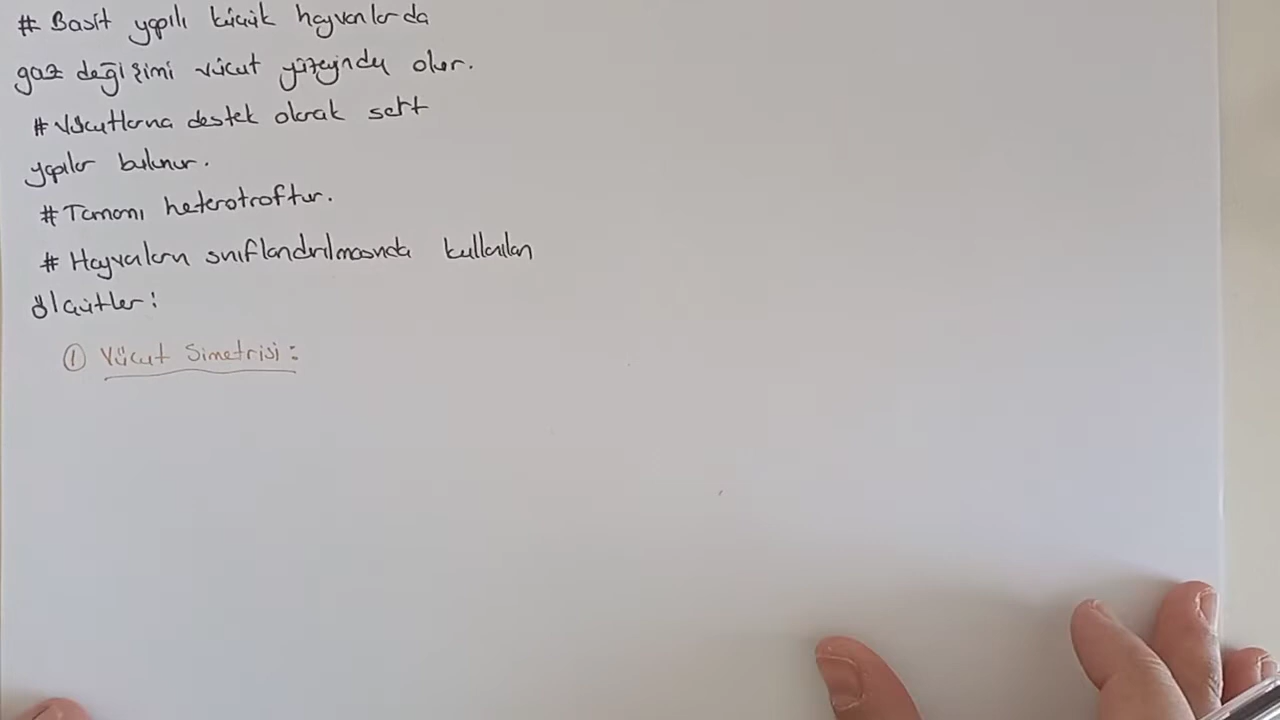 # Basit yapılı küçük hayvanlarda
gaz değişimi vücut yüzeyinden olur.
# Vücutlarına destek olarak sert
yapılar bulunur.
# Tamamı heterotroftur.
# Hayvanların sınıflandırılmasında kullanılan
ölçütler:
① Vücut Simetrisi: